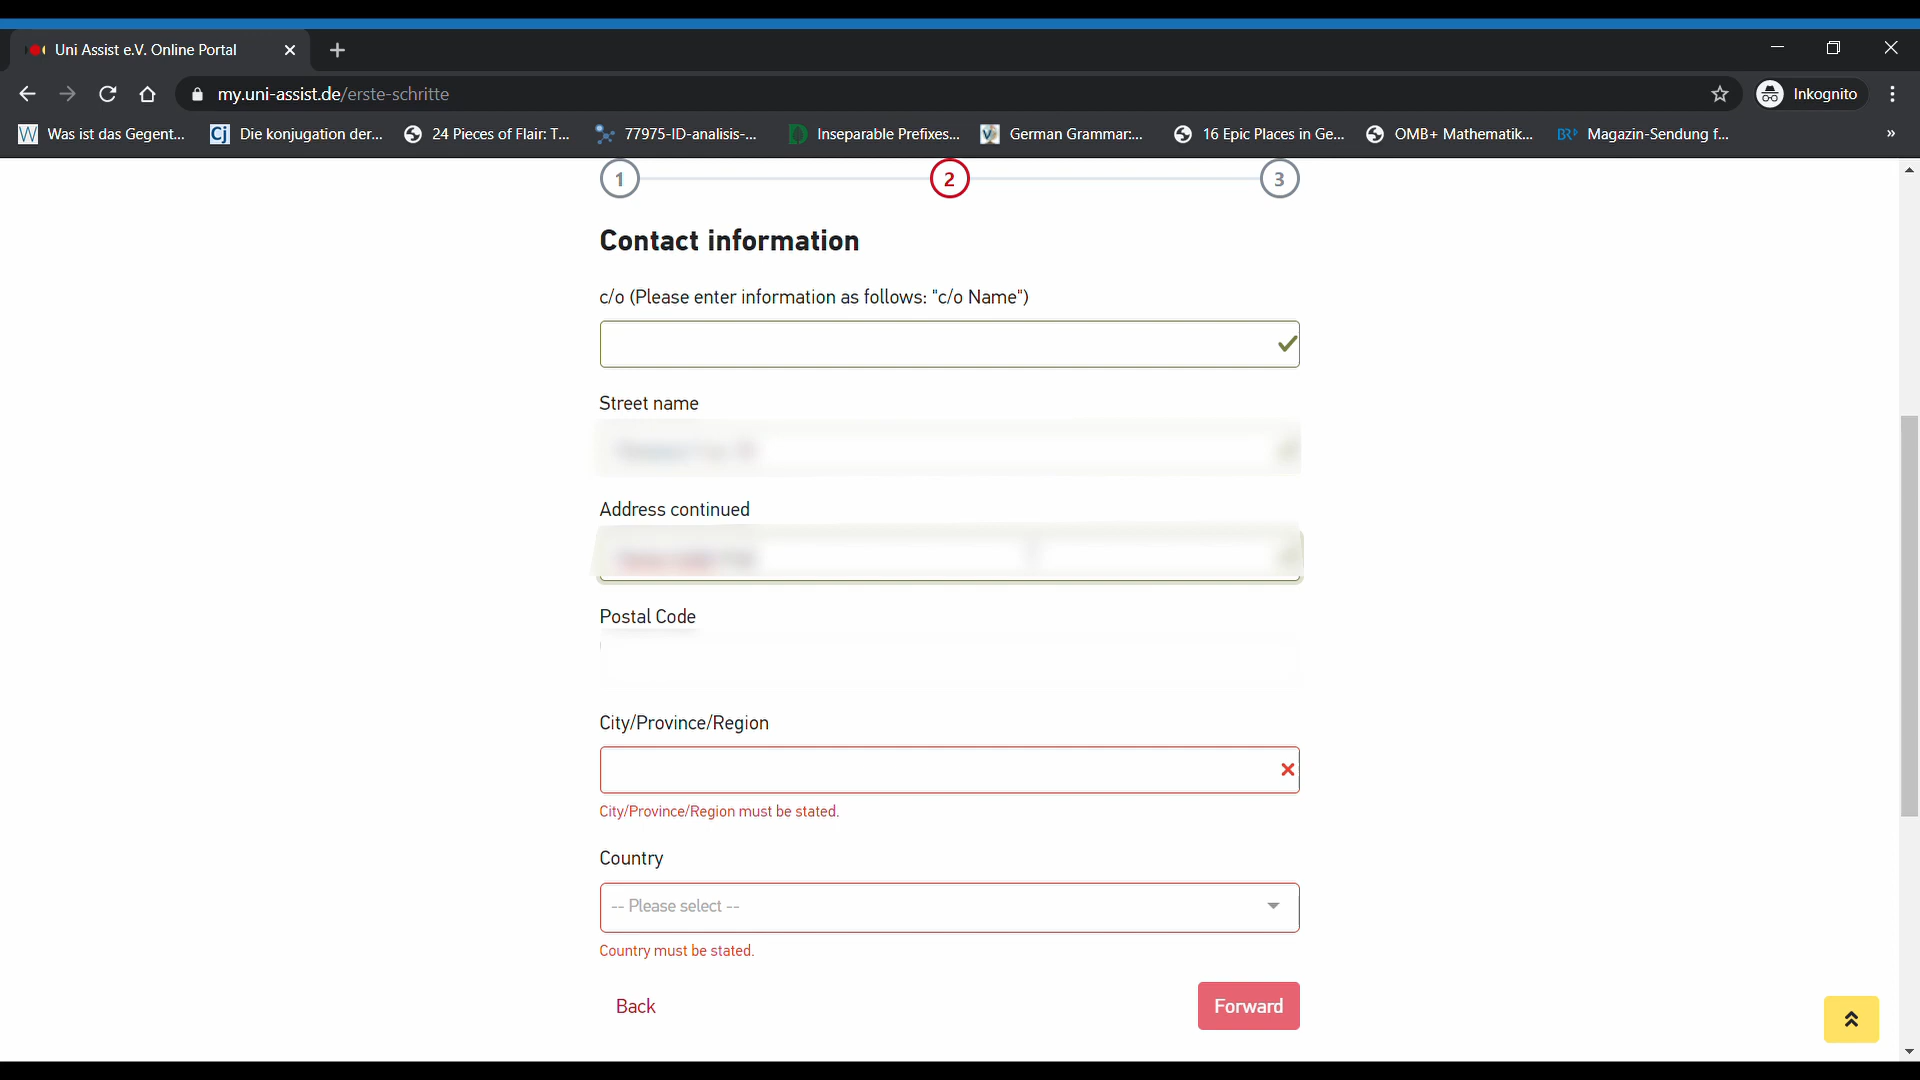 Uni Assist e.V. Online Portal
my.uni-assist.de/erste-schritte
Inkognito
Was ist das Gegent...
Die konjugation der...
24 Pieces of Flair: T...
77975-ID-analisis-...
Inseparable Prefixes...
German Grammar:...
16 Epic Places in Ge...
OMB+ Mathematik...
Magazin-Sendung f...
1 2 3
Contact information
c/o (Please enter information as follows: "c/o Name")
Street name
Address continued
Postal Code
City/Province/Region
City/Province/Region must be stated.
Country
-- Please select --
Country must be stated.
Back
Forward